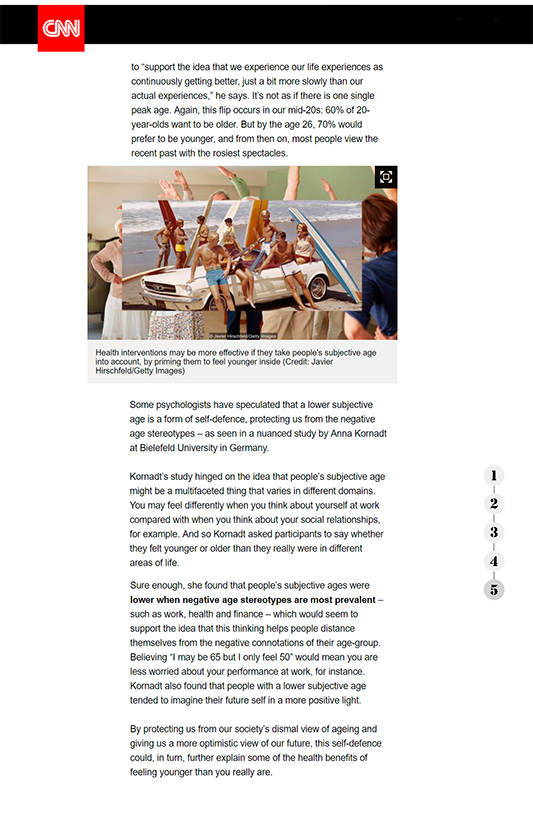 CNN
to “support the idea that we experience our life experiences as
continuously getting better, just a bit more slowly than our
actual experiences,” he says. It’s not as if there is one single
peak age. Again, this flip occurs in our mid-20s: 60% of 20-
year-olds want to be older. But by the age 26, 70% would
prefer to be younger, and from then on, most people view the
recent past with the rosiest spectacles.
© Javier Hirschfeld/Getty Images
Health interventions may be more effective if they take people's subjective age
into account, by priming them to feel younger inside (Credit: Javier
Hirschfeld/Getty Images)
Some psychologists have speculated that a lower subjective
age is a form of self-defence, protecting us from the negative
age stereotypes – as seen in a nuanced study by Anna Kornadt
at Bielefeld University in Germany.
Kornadt’s study hinged on the idea that people’s subjective age
might be a multifaceted thing that varies in different domains.
You may feel differently when you think about yourself at work
compared with when you think about your social relationships,
for example. And so Kornadt asked participants to say whether
they felt younger or older than they really were in different
areas of life.
1
2
3
4
5
Sure enough, she found that people’s subjective ages were
lower when negative age stereotypes are most prevalent –
such as work, health and finance – which would seem to
support the idea that this thinking helps people distance
themselves from the negative connotations of their age-group.
Believing “I may be 65 but I only feel 50” would mean you are
less worried about your performance at work, for instance.
Kornadt also found that people with a lower subjective age
tended to imagine their future self in a more positive light.
By protecting us from our society’s dismal view of ageing and
giving us a more optimistic view of our future, this self-defence
could, in turn, further explain some of the health benefits of
feeling younger than you really are.